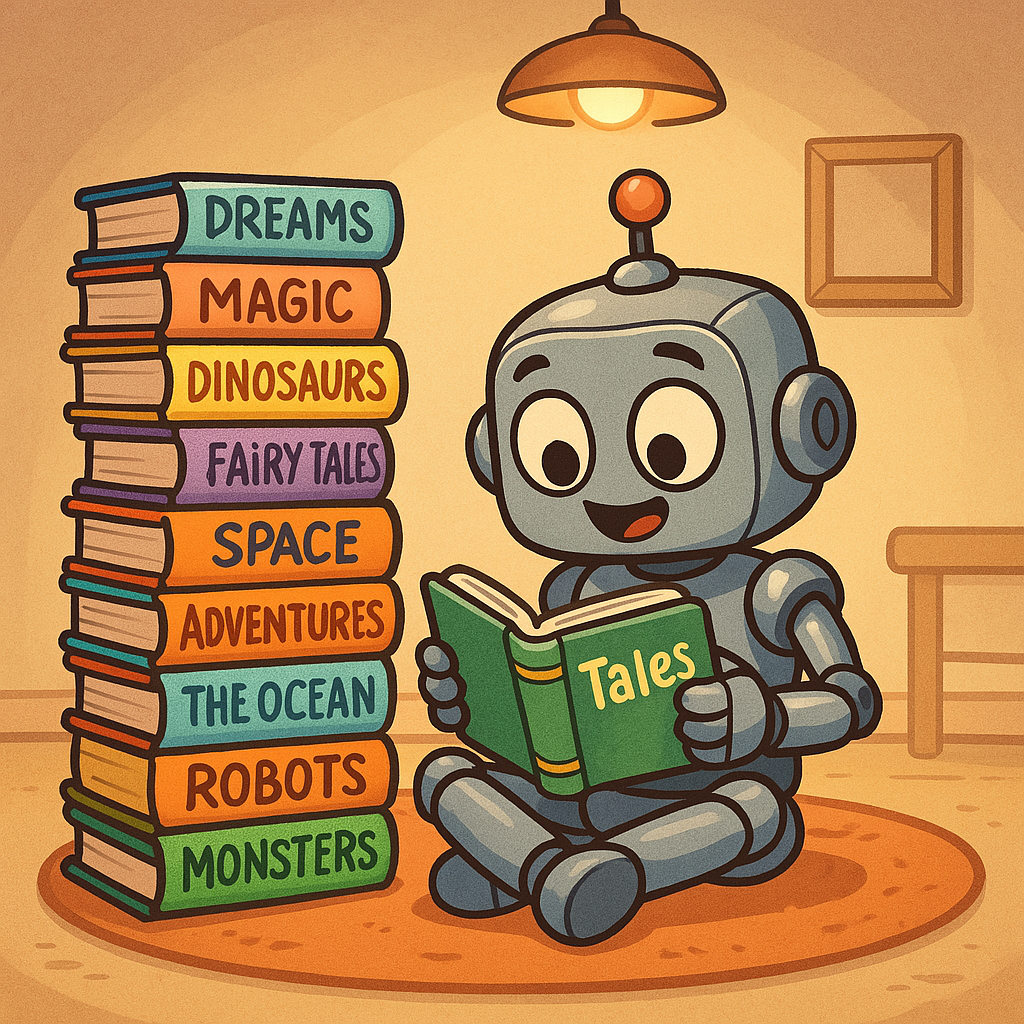 DREAMS
MAGIC
DINOSAURS
FAiRY TALES
SPACE
ADVENTURES
THE OCEAN
ROBOTS
MONSTERS
Tales